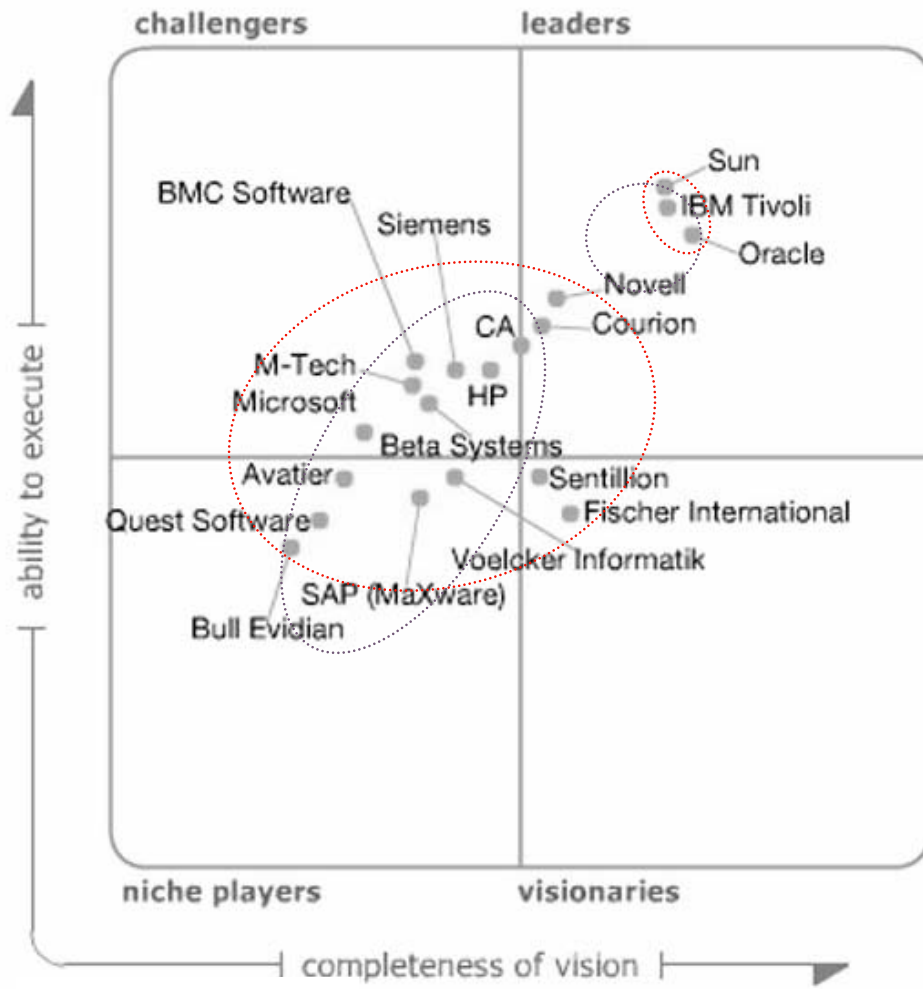 challengers
leaders
Sun
BMC Software
IBM Tivoli
Siemens
Oracle
Novell
CA
Courion
M-Tech
HP
Microsoft
Beta Systems
Avatier
Sentillion
Quest Software
Fischer International
Voelcker Informatik
SAP (MaXware)
Bull Evidian
ability to execute
niche players
visionaries
completeness of vision